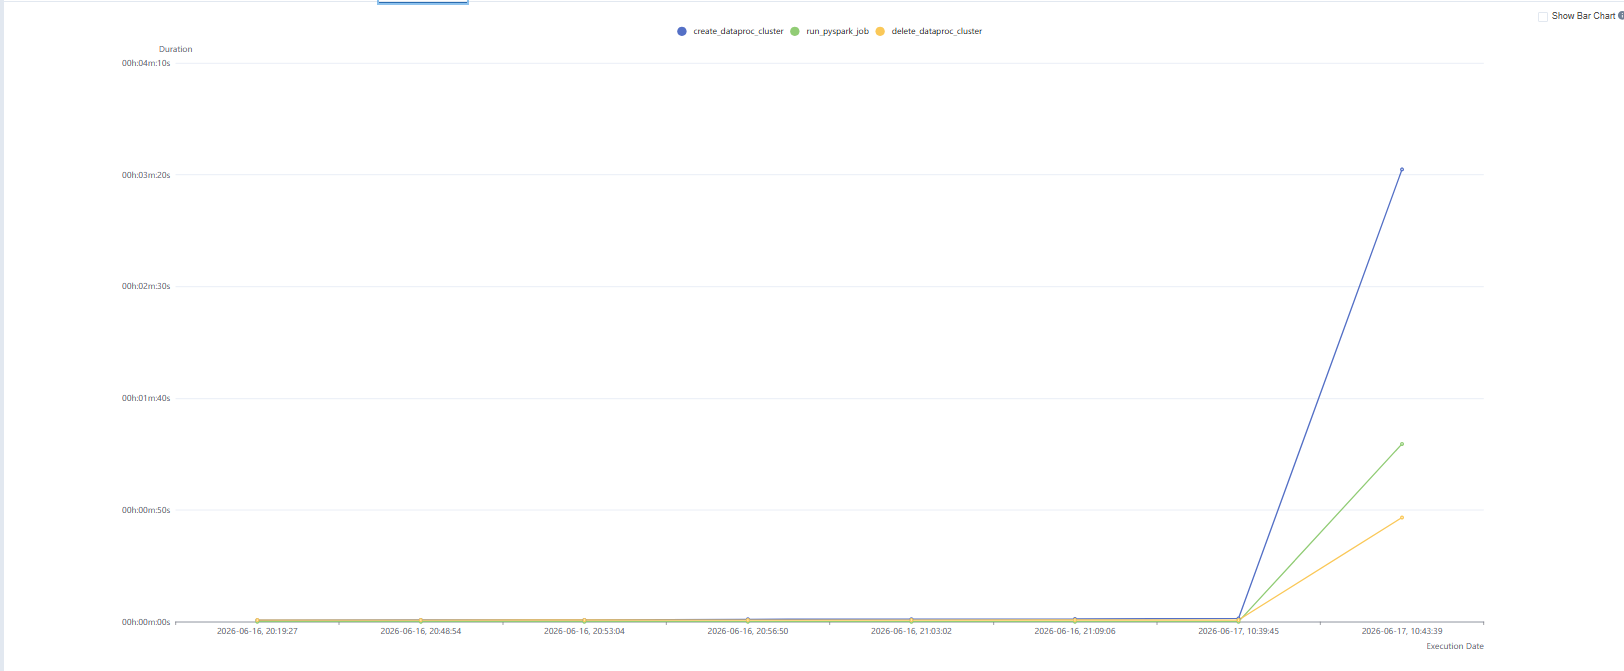 Show Bar Chart
create_dataproc_cluster run_pyspark_job delete_dataproc_cluster
Duration
00h:04m:10s
00h:03m:20s
00h:02m:30s
00h:01m:40s
00h:00m:50s
00h:00m:00s
2026-06-16, 20:19:27 2026-06-16, 20:48:54 2026-06-16, 20:53:04 2026-06-16, 20:56:50 2026-06-16, 21:03:02 2026-06-16, 21:09:06 2026-06-17, 10:39:45 2026-06-17, 10:43:39
Execution Date